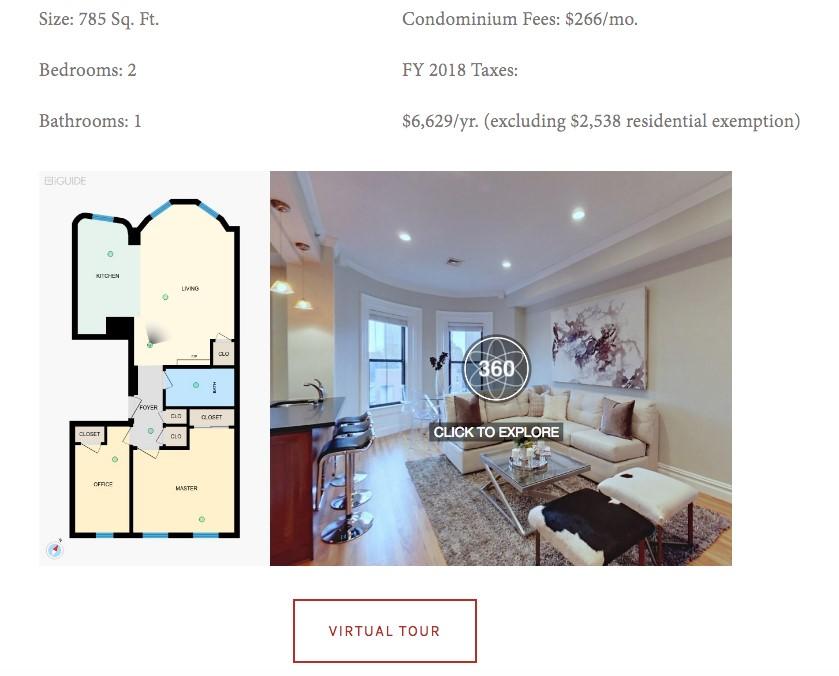 Size: 785 Sq. Ft.
Condominium Fees: $266/mo.
Bedrooms: 2
FY 2018 Taxes:
Bathrooms: 1
$6,629/yr. (excluding $2,538 residential exemption)
iGUIDE
KITCHEN
LIVING
CLO
BATH
FOYER
CLO
CLOSET
CLOSET
CLO
OFFICE
MASTER
360
CLICK TO EXPLORE
VIRTUAL TOUR